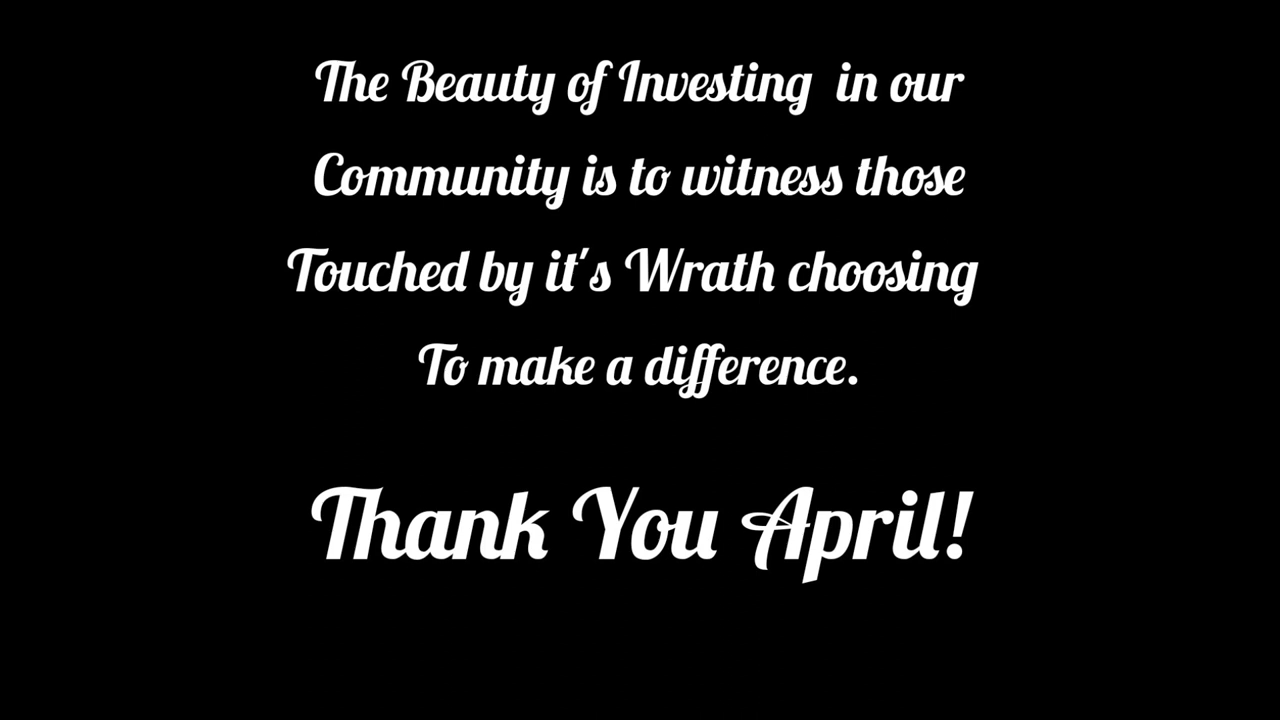 The Beauty of Investing  in our
Community is to witness those
Touched by it's Wrath choosing
To make a difference.
Thank You April!